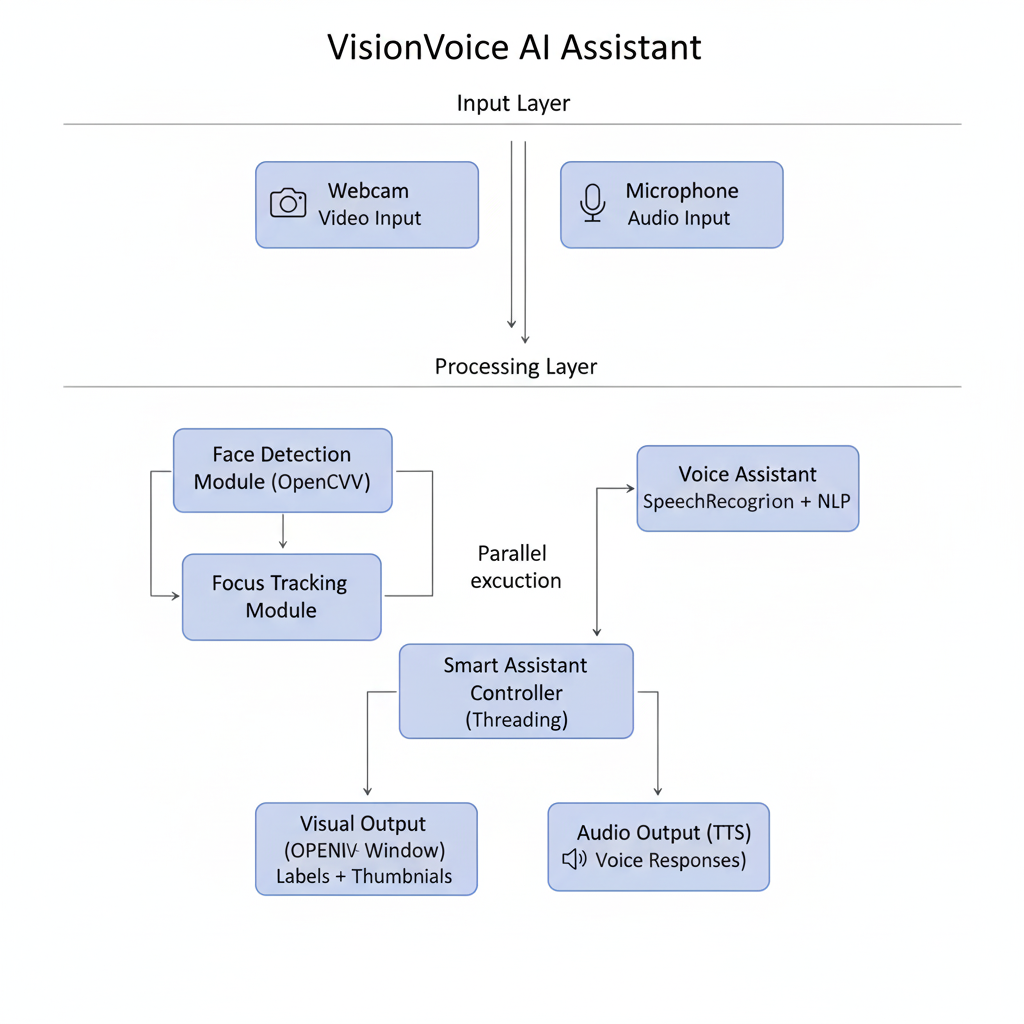 VisionVoice AI Assistant
Input Layer
Webcam
Video Input
Microphone
Audio Input
Processing Layer
Face Detection
Module (OpenCVV)
Voice Assistant
SpeechRecogrion + NLP
Parallel
excuction
Focus Tracking
Module
Smart Assistant
Controller
(Threading)
Visual Output
(OPENIV- Window)
Labels + Thumbnials
Audio Output (TTS)
Voice Responses)